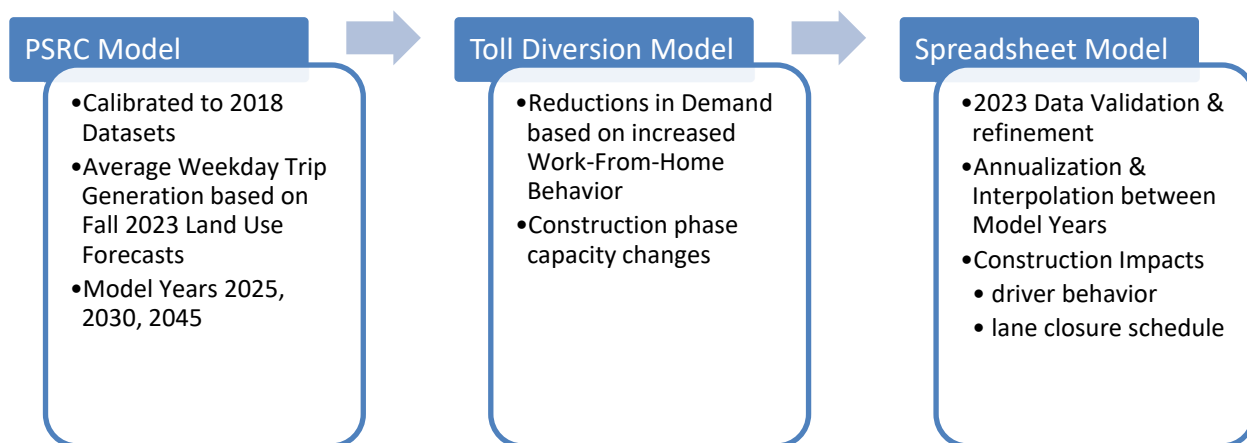 PSRC Model
•Calibrated to 2018
Datasets
•Average Weekday Trip
Generation based on
Fall 2023 Land Use
Forecasts
•Model Years 2025,
2030, 2045
Toll Diversion Model
•Reductions in Demand
based on increased
Work-From-Home
Behavior
•Construction phase
capacity changes
Spreadsheet Model
•2023 Data Validation &
refinement
•Annualization &
Interpolation between
Model Years
•Construction Impacts
• driver behavior
• lane closure schedule